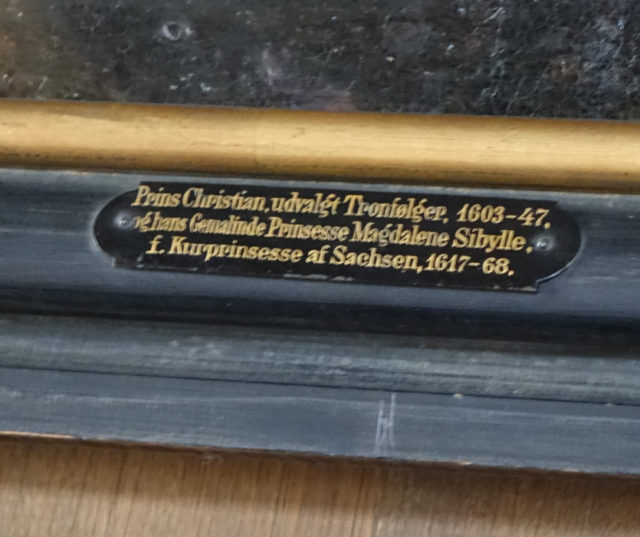 Prins Christian, udvalgt Tronfølger, 1603-47.
og hans Gemalinde Prinsesse Magdalene Sibylle.
f. Kurprinsesse af Sachsen, 1617-68.